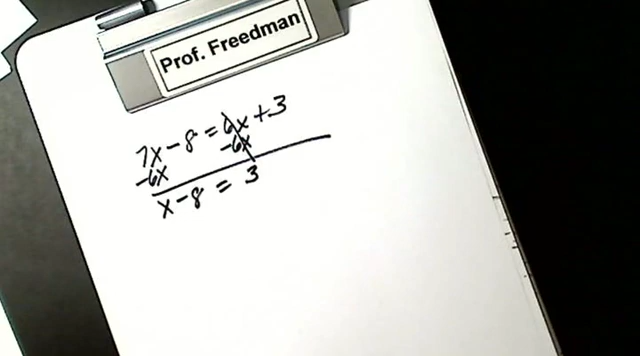 Prof. Freedman
7x - 8 = 6x + 3
-6x -6x
x - 8 = 3